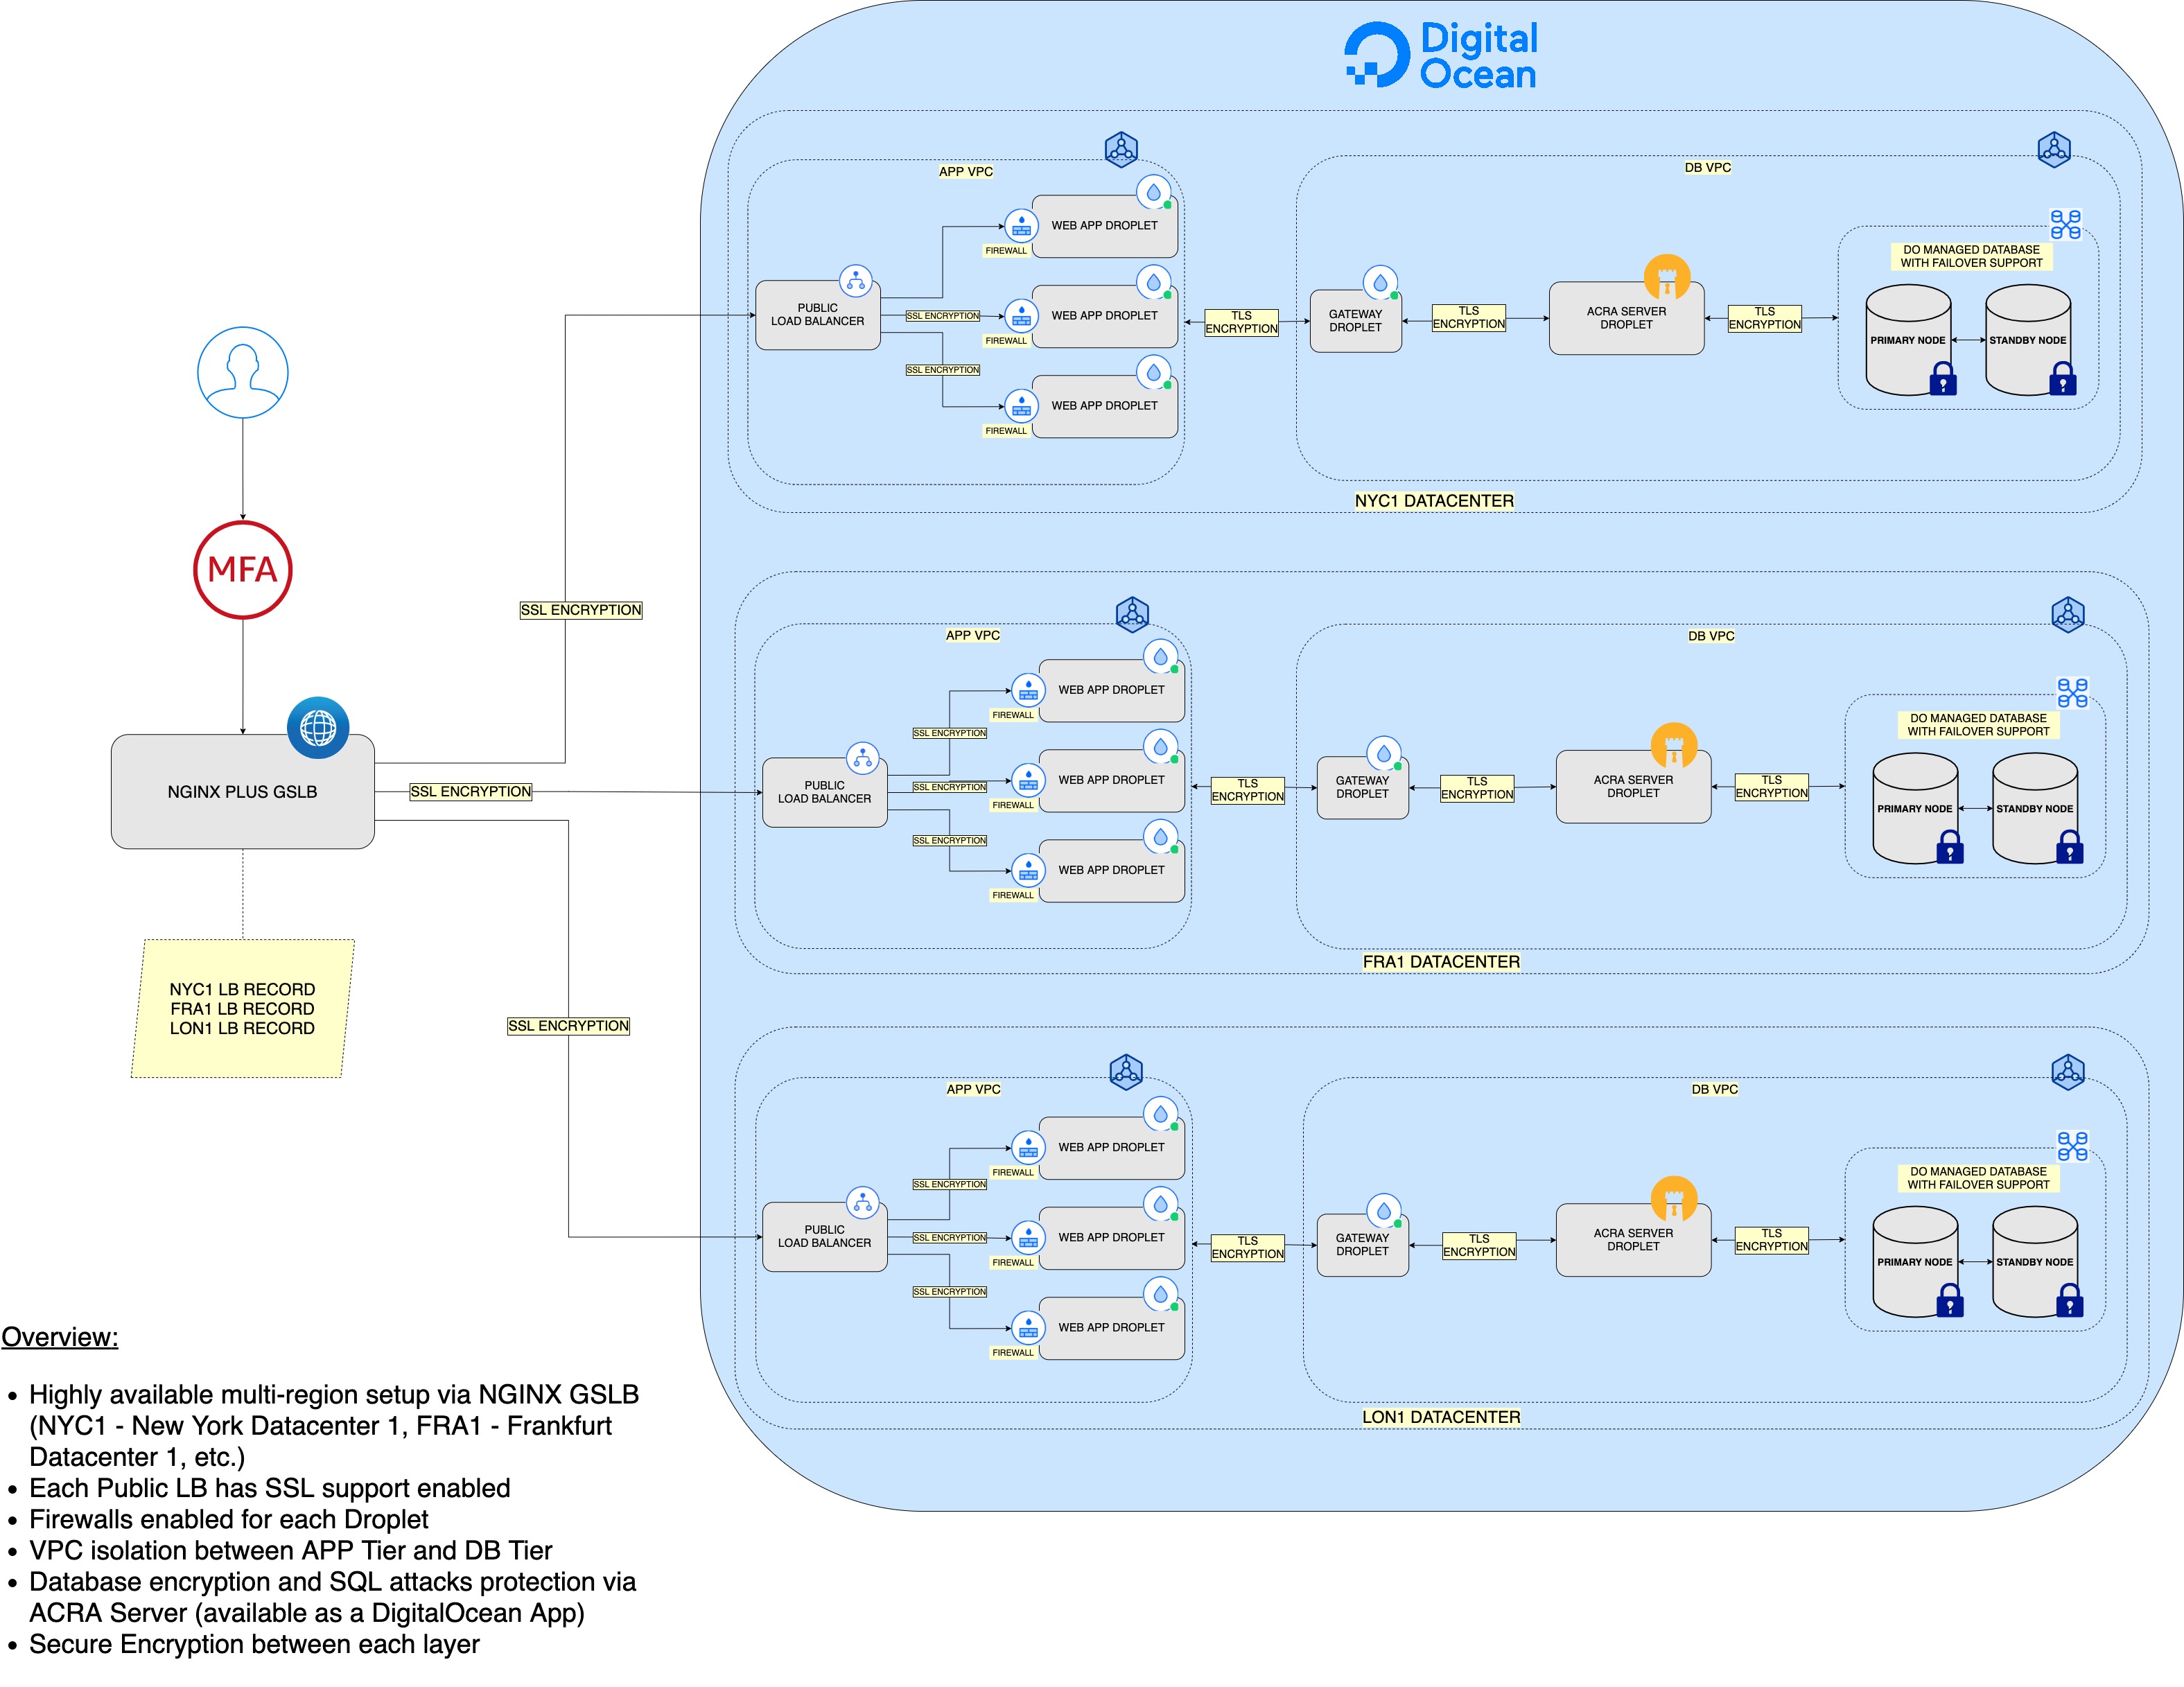 Digital
Ocean
APP VPC
DB VPC
WEB APP DROPLET
FIREWALL
DO MANAGED DATABASE
WITH FAILOVER SUPPORT
PUBLIC
LOAD BALANCER
SSL ENCRYPTION
WEB APP DROPLET
FIREWALL
TLS
ENCRYPTION
GATEWAY
DROPLET
TLS
ENCRYPTION
ACRA SERVER
DROPLET
TLS
ENCRYPTION
PRIMARY NODE
STANDBY NODE
SSL ENCRYPTION
WEB APP DROPLET
FIREWALL
NYC1 DATACENTER
MFA
SSL ENCRYPTION
NGINX PLUS GSLB
SSL ENCRYPTION
APP VPC
DB VPC
WEB APP DROPLET
FIREWALL
SSL ENCRYPTION
DO MANAGED DATABASE
WITH FAILOVER SUPPORT
PUBLIC
LOAD BALANCER
SSL ENCRYPTION
WEB APP DROPLET
FIREWALL
TLS
ENCRYPTION
GATEWAY
DROPLET
TLS
ENCRYPTION
ACRA SERVER
DROPLET
TLS
ENCRYPTION
PRIMARY NODE
STANDBY NODE
SSL ENCRYPTION
WEB APP DROPLET
FIREWALL
FRA1 DATACENTER
NYC1 LB RECORD
FRA1 LB RECORD
LON1 LB RECORD
SSL ENCRYPTION
APP VPC
DB VPC
WEB APP DROPLET
FIREWALL
SSL ENCRYPTION
DO MANAGED DATABASE
WITH FAILOVER SUPPORT
PUBLIC
LOAD BALANCER
SSL ENCRYPTION
WEB APP DROPLET
FIREWALL
TLS
ENCRYPTION
GATEWAY
DROPLET
TLS
ENCRYPTION
ACRA SERVER
DROPLET
TLS
ENCRYPTION
PRIMARY NODE
STANDBY NODE
SSL ENCRYPTION
WEB APP DROPLET
FIREWALL
LON1 DATACENTER
Overview:
• Highly available multi-region setup via NGINX GSLB
(NYC1 - New York Datacenter 1, FRA1 - Frankfurt
Datacenter 1, etc.)
• Each Public LB has SSL support enabled
• Firewalls enabled for each Droplet
• VPC isolation between APP Tier and DB Tier
• Database encryption and SQL attacks protection via
ACRA Server (available as a DigitalOcean App)
• Secure Encryption between each layer